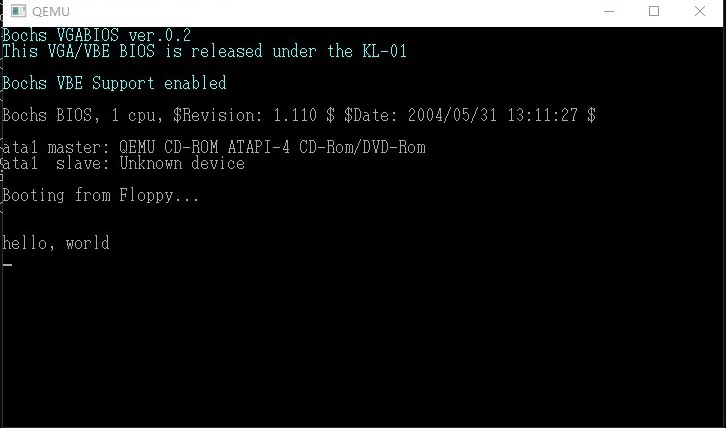 QEMU
Bochs VGABIOS ver.0.2
This VGA/VBE BIOS is released under the KL-01
Bochs VBE Support enabled
Bochs BIOS, 1 cpu, $Revision: 1.110 $ $Date: 2004/05/31 13:11:27 $
ata1 master: QEMU CD-ROM ATAPI-4 CD-Rom/DVD-Rom
ata1  slave: Unknown device
Booting from Floppy...
hello, world